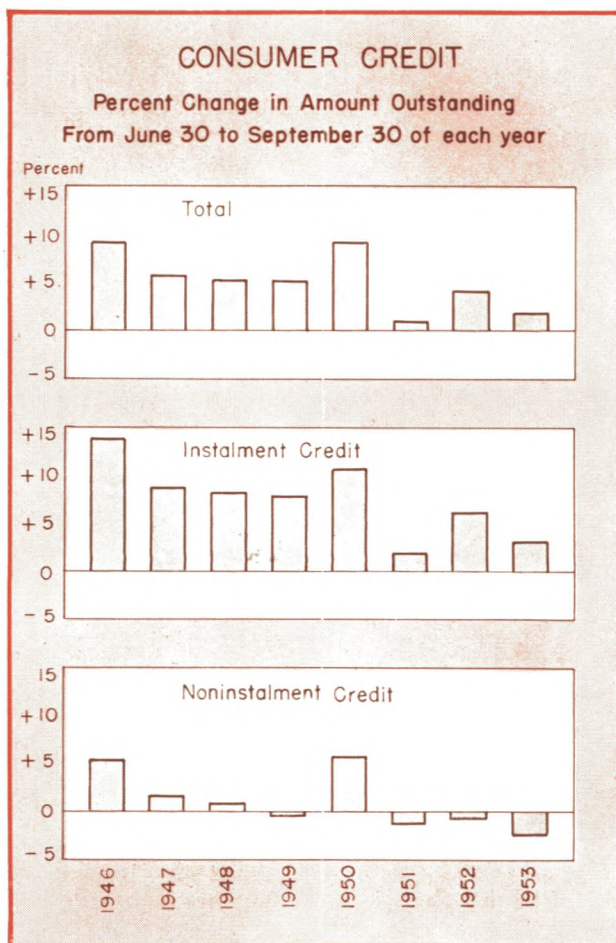 CONSUMER CREDIT
Percent Change in Amount Outstanding
From June 30 to September 30 of each year
Percent
+15
Total
+10
+5
0
-5
+15
Instalment Credit
+10
+5
0
-5
15
Noninstalment Credit
+10
+5
0
-5
1946 1947 1948 1949 1950 1951 1952 1953